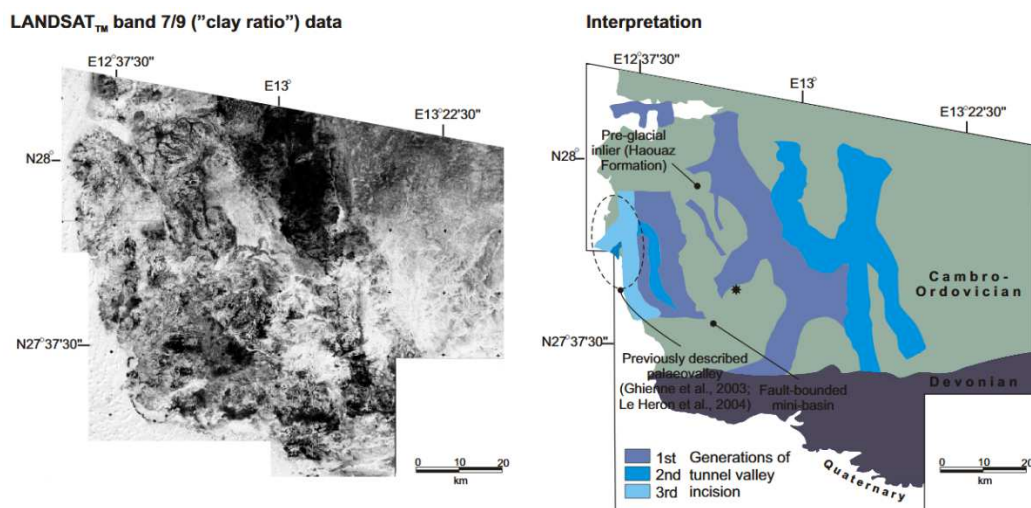 LANDSAT™ band 7/9 ("clay ratio") data
E12°37'30"
E13°
E13°22'30"
N28°
N27°37'30"
0 10 20
km
Interpretation
E12°37'30"
E13°
E13°22'30"
Pre-glacial
inlier (Haouaz
Formation)
N28°
Cambro-
Ordovician
N27°37'30"
Previously described
palaeovalley
(Ghienne et al., 2003;
Le Heron et al., 2004)
Fault-bounded
mini-basin
Devonian
Quaternary
1st Generations of
2nd tunnel valley
3rd incision
0 10 20
km